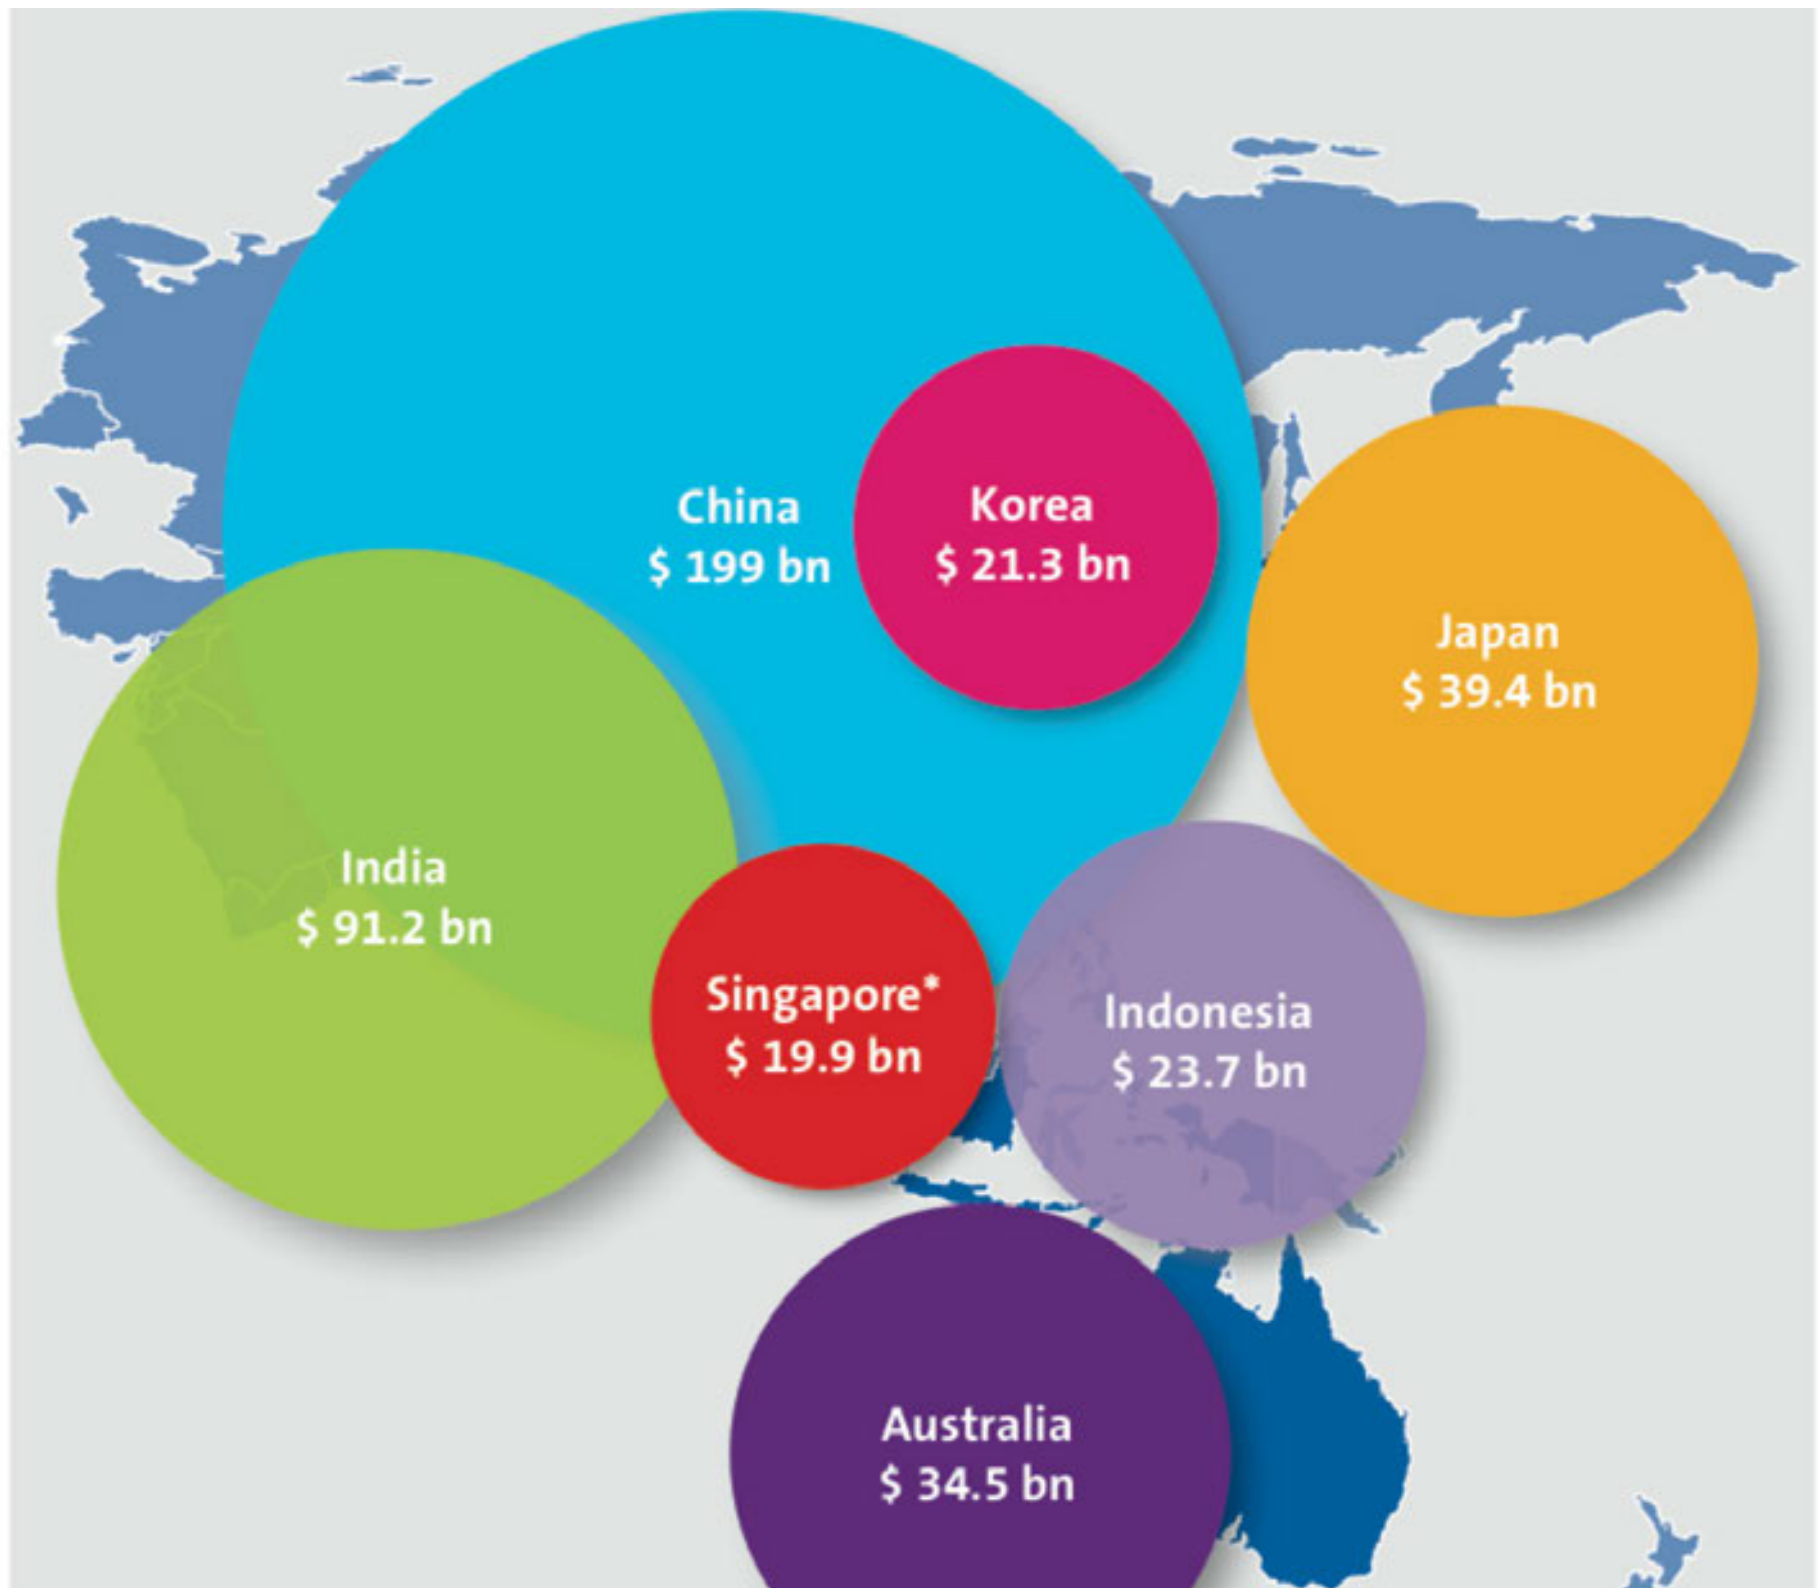 China
$ 199 bn
Korea
$ 21.3 bn
Japan
$ 39.4 bn
India
$ 91.2 bn
Singapore*
$ 19.9 bn
Indonesia
$ 23.7 bn
Australia
$ 34.5 bn